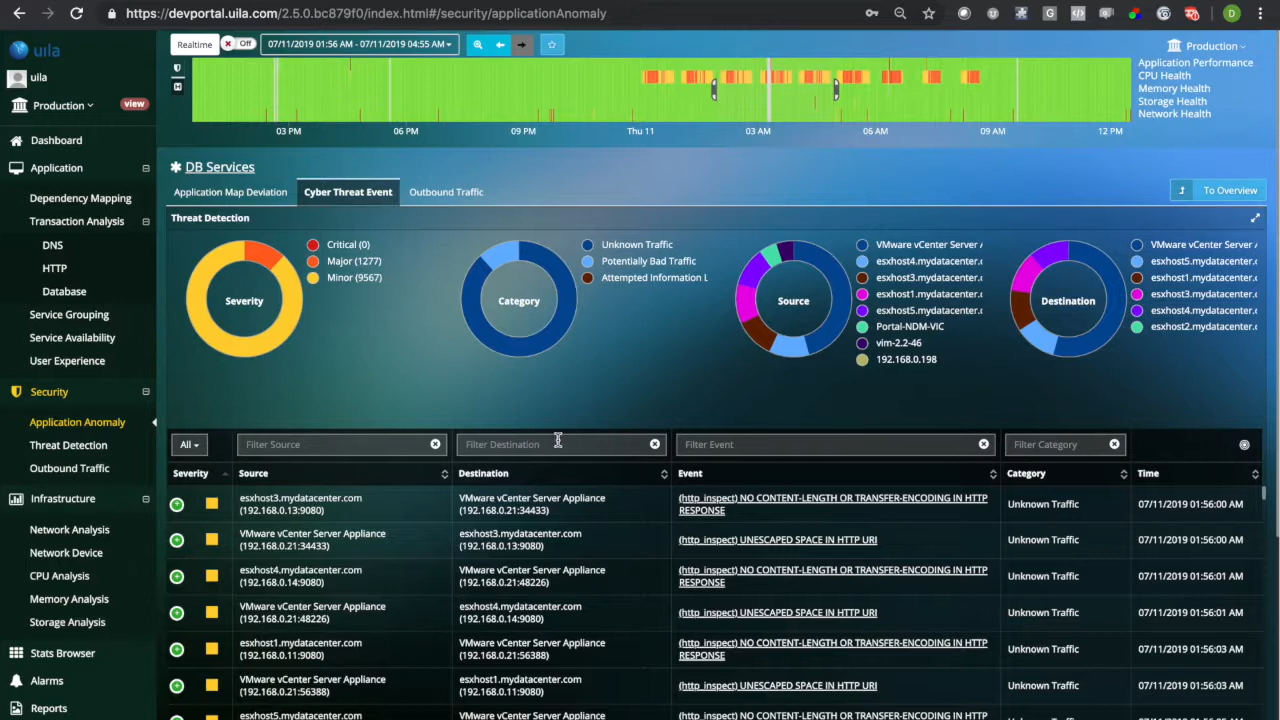 https://devportal.uila.com/2.5.0.bc879f0/index.html#/security/applicationAnomaly
uila
uila
Production
view
Dashboard
Application
Dependency Mapping
Transaction Analysis
DNS
HTTP
Database
Service Grouping
Service Availability
User Experience
Security
Application Anomaly
Threat Detection
Outbound Traffic
Infrastructure
Network Analysis
Network Device
CPU Analysis
Memory Analysis
Storage Analysis
Stats Browser
Alarms
Reports
Realtime
Off
07/11/2019 01:56 AM - 07/11/2019 04:55 AM
Production
Application Performance
CPU Health
Memory Health
Storage Health
Network Health
03 PM 06 PM 09 PM Thu 11 03 AM 06 AM 09 AM 12 PM
DB Services
Application Map Deviation
Cyber Threat Event
Outbound Traffic
To Overview
Threat Detection
Severity
Critical (0)
Major (1277)
Minor (9567)
Category
Unknown Traffic
Potentially Bad Traffic
Attempted Information L
Source
VMware vCenter Server A
esxhost4.mydatacenter.c
esxhost3.mydatacenter.c
esxhost1.mydatacenter.c
esxhost5.mydatacenter.c
Portal-NDM-VIC
vim-2.2-46
192.168.0.198
Destination
VMware vCenter Server A
esxhost5.mydatacenter.c
esxhost1.mydatacenter.c
esxhost3.mydatacenter.c
esxhost4.mydatacenter.c
esxhost2.mydatacenter.c
All Filter Source Filter Destination Filter Event Filter Category
Severity Source Destination Event Category Time
esxhost3.mydatacenter.com
(192.168.0.13:9080)
VMware vCenter Server Appliance
(192.168.0.21:34433)
(http_inspect) NO CONTENT-LENGTH OR TRANSFER-ENCODING IN HTTP
RESPONSE
Unknown Traffic
07/11/2019 01:56:00 AM
VMware vCenter Server Appliance
(192.168.0.21:34433)
esxhost3.mydatacenter.com
(192.168.0.13:9080)
(http_inspect) UNESCAPED SPACE IN HTTP URI
Unknown Traffic
07/11/2019 01:56:00 AM
esxhost4.mydatacenter.com
(192.168.0.14:9080)
VMware vCenter Server Appliance
(192.168.0.21:48226)
(http_inspect) NO CONTENT-LENGTH OR TRANSFER-ENCODING IN HTTP
RESPONSE
Unknown Traffic
07/11/2019 01:56:01 AM
VMware vCenter Server Appliance
(192.168.0.21:48226)
esxhost4.mydatacenter.com
(192.168.0.14:9080)
(http_inspect) UNESCAPED SPACE IN HTTP URI
Unknown Traffic
07/11/2019 01:56:01 AM
esxhost1.mydatacenter.com
(192.168.0.11:9080)
VMware vCenter Server Appliance
(192.168.0.21:56388)
(http_inspect) NO CONTENT-LENGTH OR TRANSFER-ENCODING IN HTTP
RESPONSE
Unknown Traffic
07/11/2019 01:56:03 AM
VMware vCenter Server Appliance
(192.168.0.21:56388)
esxhost1.mydatacenter.com
(192.168.0.11:9080)
(http_inspect) UNESCAPED SPACE IN HTTP URI
Unknown Traffic
07/11/2019 01:56:03 AM